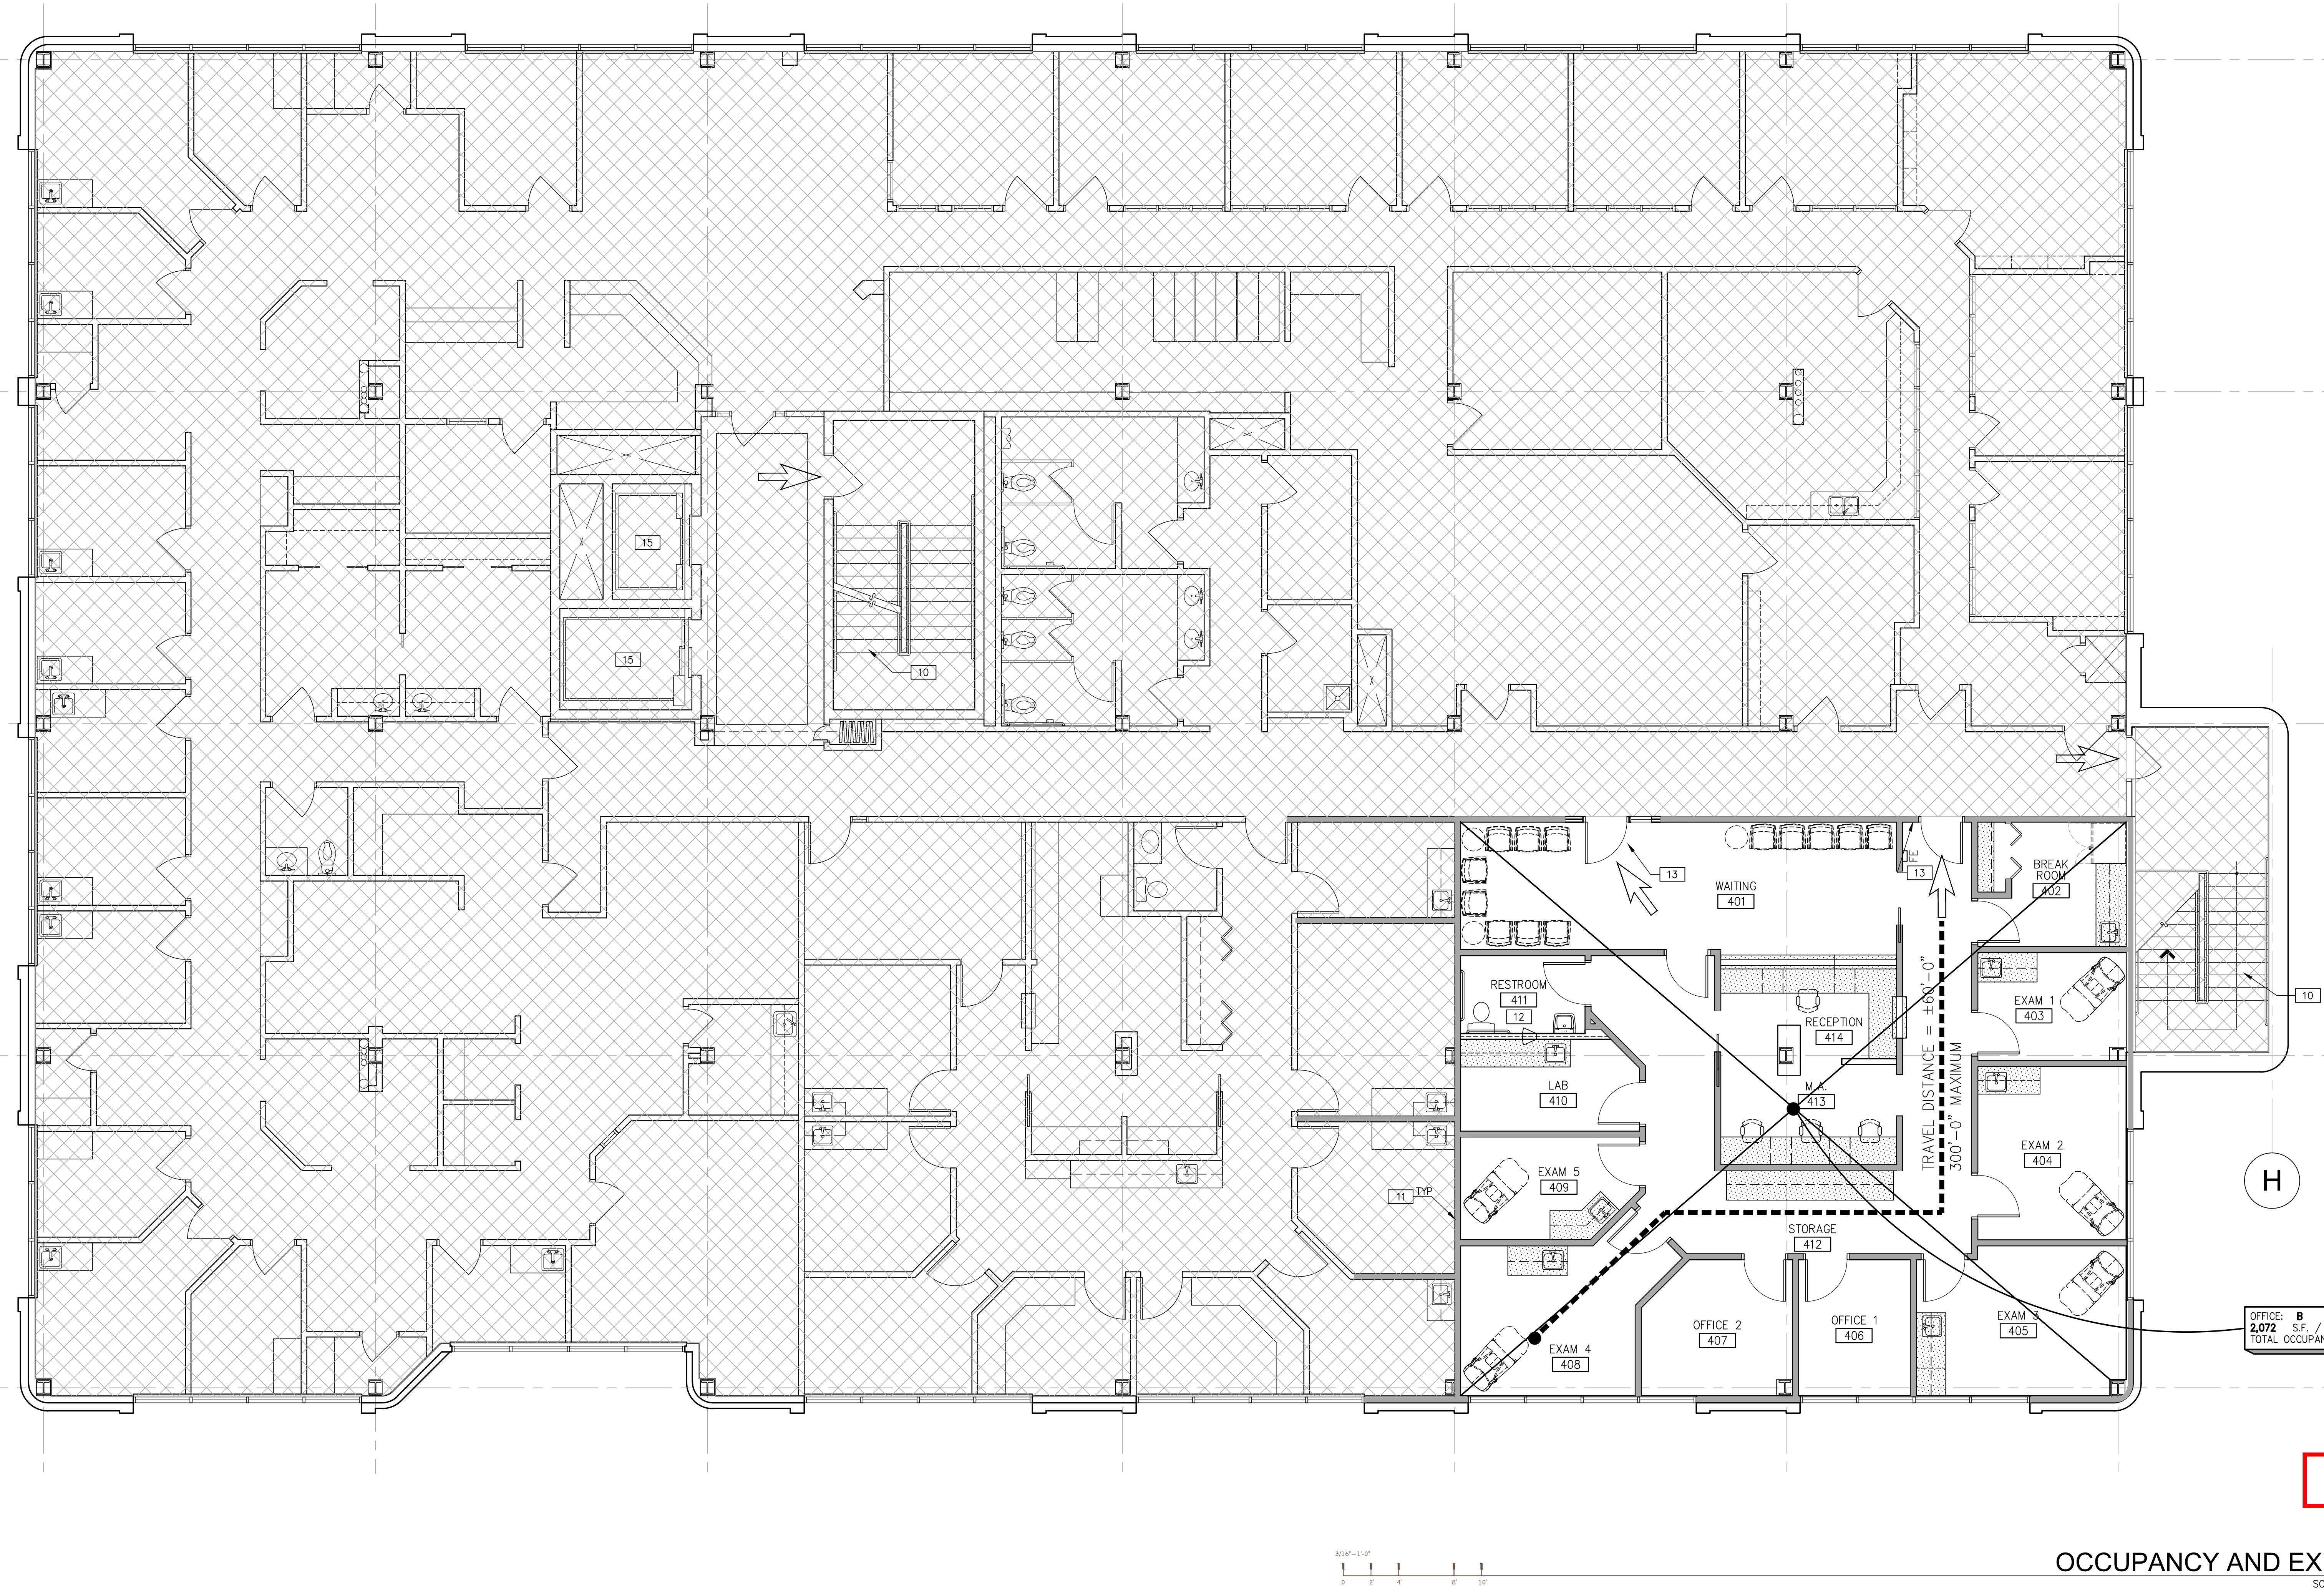 15
15
10
13
FE
13
WAITING
401
BREAK
ROOM
402
RESTROOM
411
12
EXAM 1
403
10
RECEPTION
414
LAB
410
M.A.
413
TRAVEL DISTANCE = ±60'-0"
300'-0" MAXIMUM
EXAM 2
404
EXAM 5
409
11 TYP
H
STORAGE
412
OFFICE 2
407
OFFICE 1
406
EXAM 3
405
EXAM 4
408
OFFICE: B
2,072 S.F. /
TOTAL OCCUPAN
3/16"=1'-0"
0 2' 4' 8' 10'
OCCUPANCY AND EX
SC